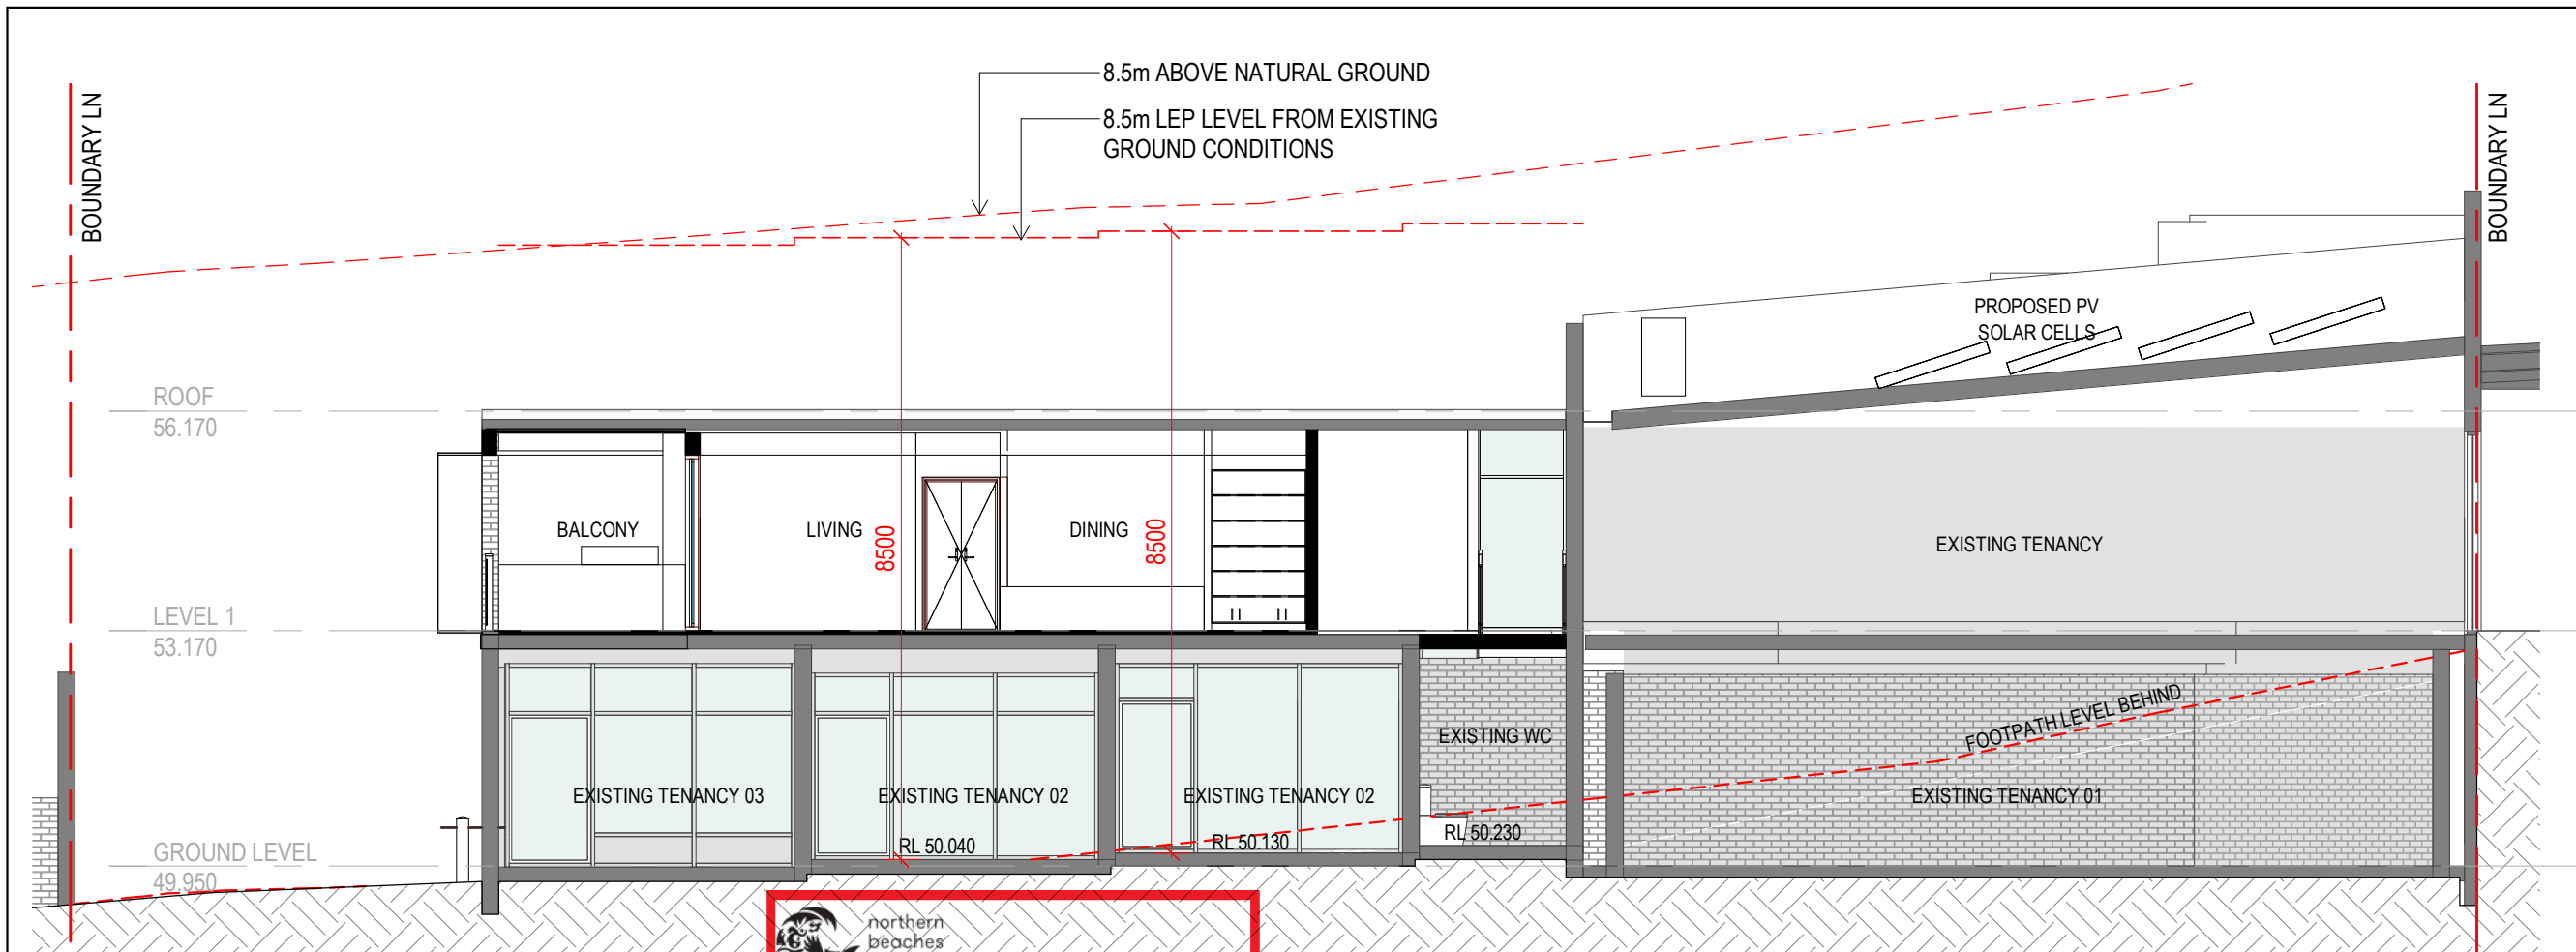 8.5m ABOVE NATURAL GROUND
8.5m LEP LEVEL FROM EXISTING
GROUND CONDITIONS
BOUNDARY LN
BOUNDARY LN
PROPOSED PV
SOLAR CELLS
ROOF
56.170
BALCONY
LIVING
8500
DINING
8500
EXISTING TENANCY
LEVEL 1
53.170
FOOTPATH LEVEL BEHIND
EXISTING WC
EXISTING TENANCY 03
EXISTING TENANCY 02
EXISTING TENANCY 02
EXISTING TENANCY 01
RL 50.040
RL 50.130
RL 50.230
GROUND LEVEL
49.950
northern
beaches